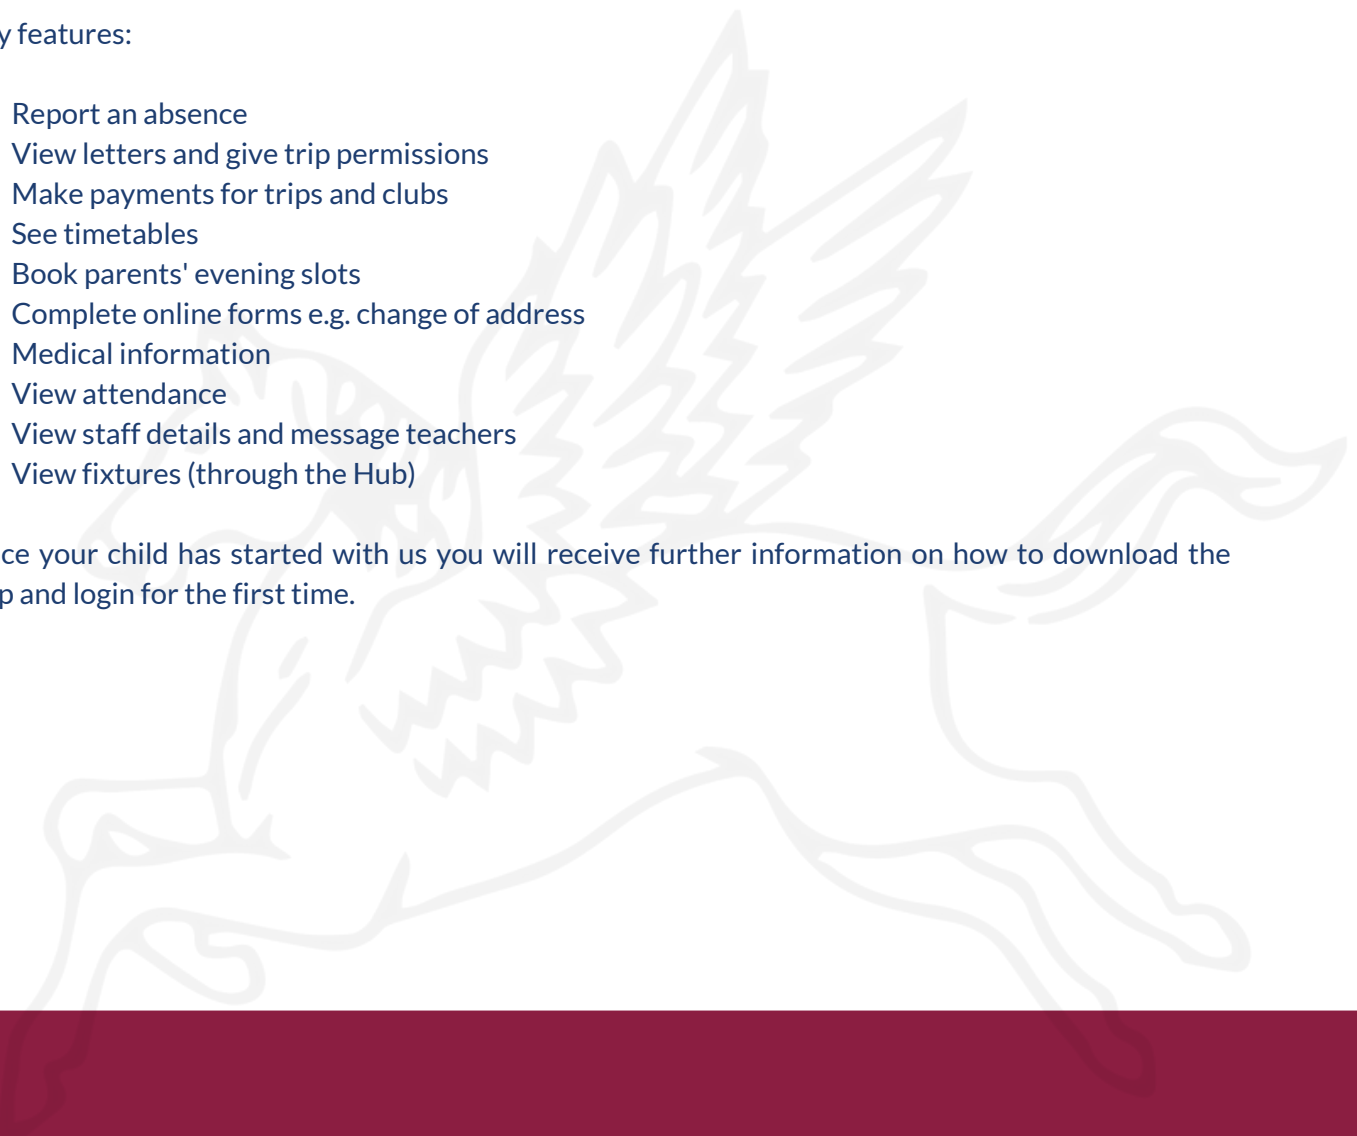 y features:
Report an absence
View letters and give trip permissions
Make payments for trips and clubs
See timetables
Book parents' evening slots
Complete online forms e.g. change of address
Medical information
View attendance
View staff details and message teachers
View fixtures (through the Hub)
ce your child has started with us you will receive further information on how to download the
p and login for the first time.